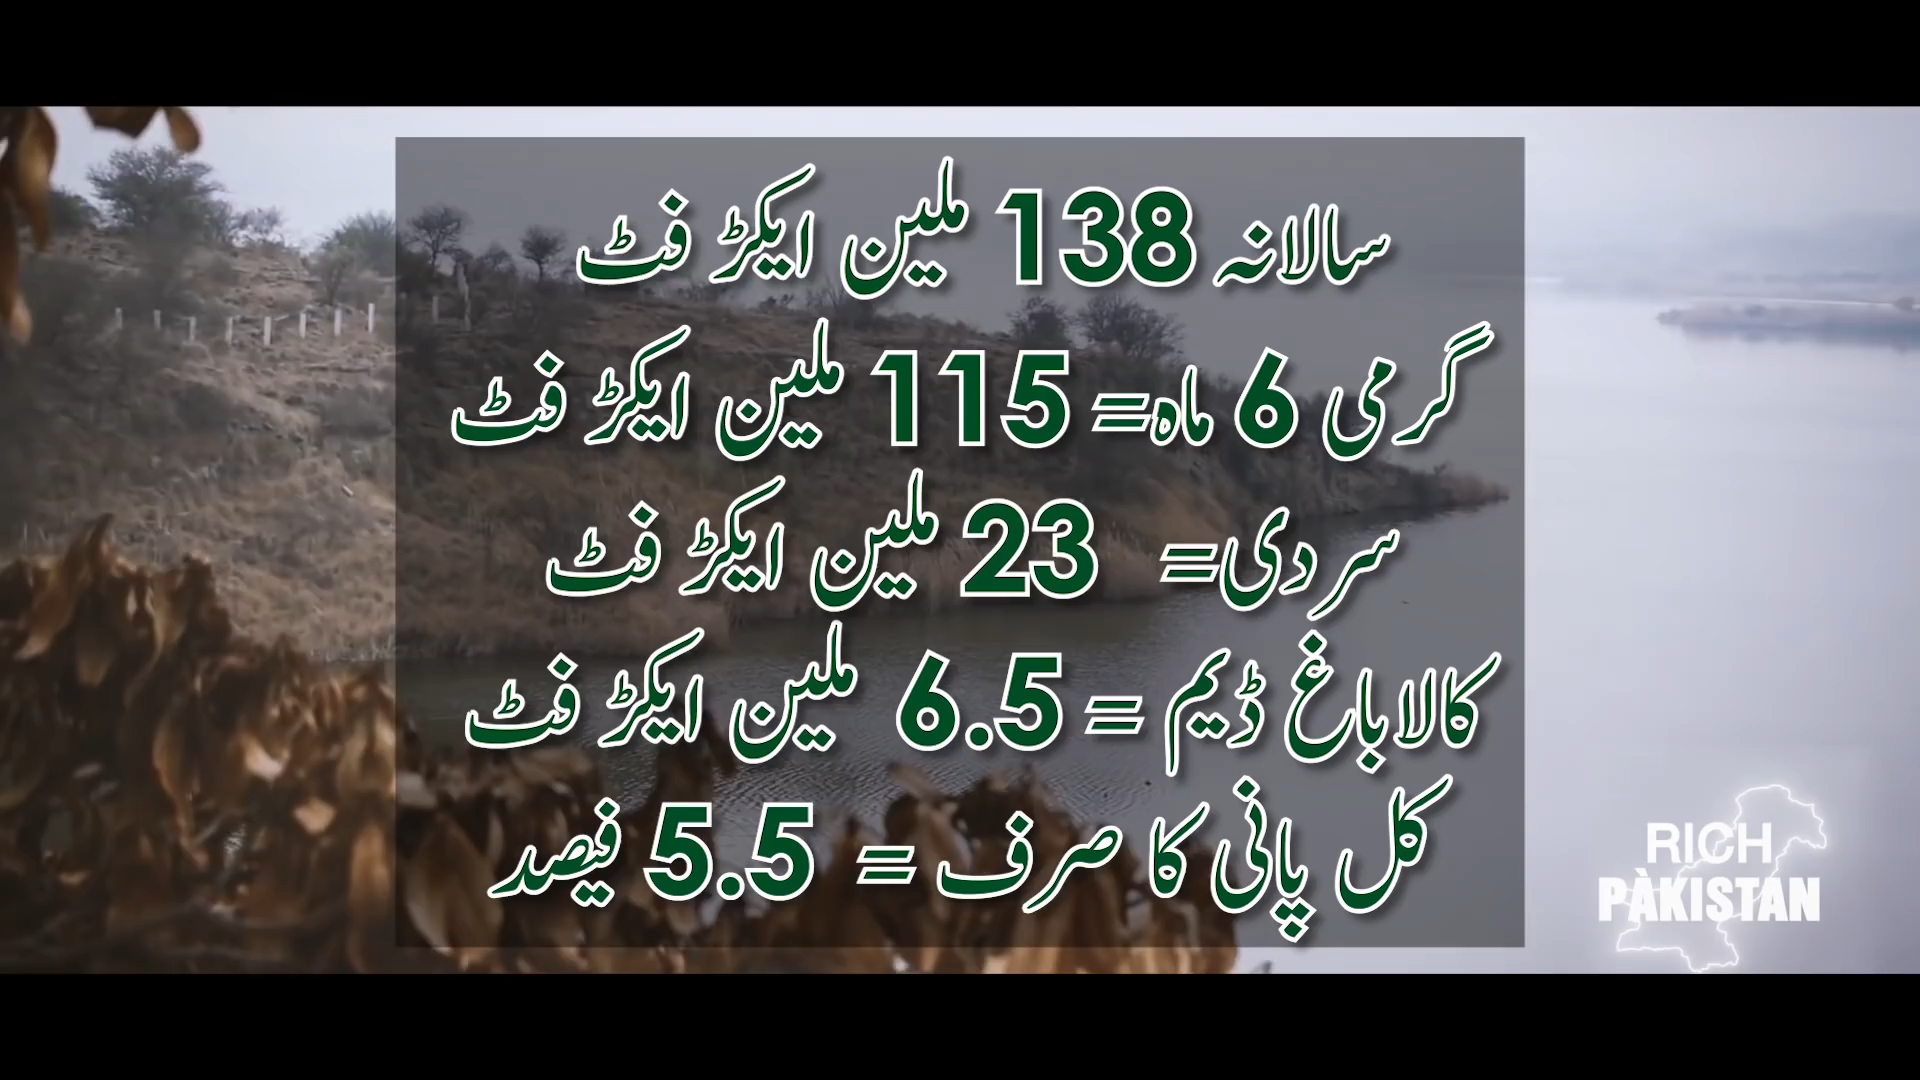 سالانہ 138 ملین ایکڑ فٹ
گرمی 6 ماہ= 115 ملین ایکڑ فٹ
سردی= 23 ملین ایکڑ فٹ
کالاباغ ڈیم = 6.5 ملین ایکڑ فٹ
کل پانی کا صرف = 5.5 فیصد
RICH
PÀKISTAN